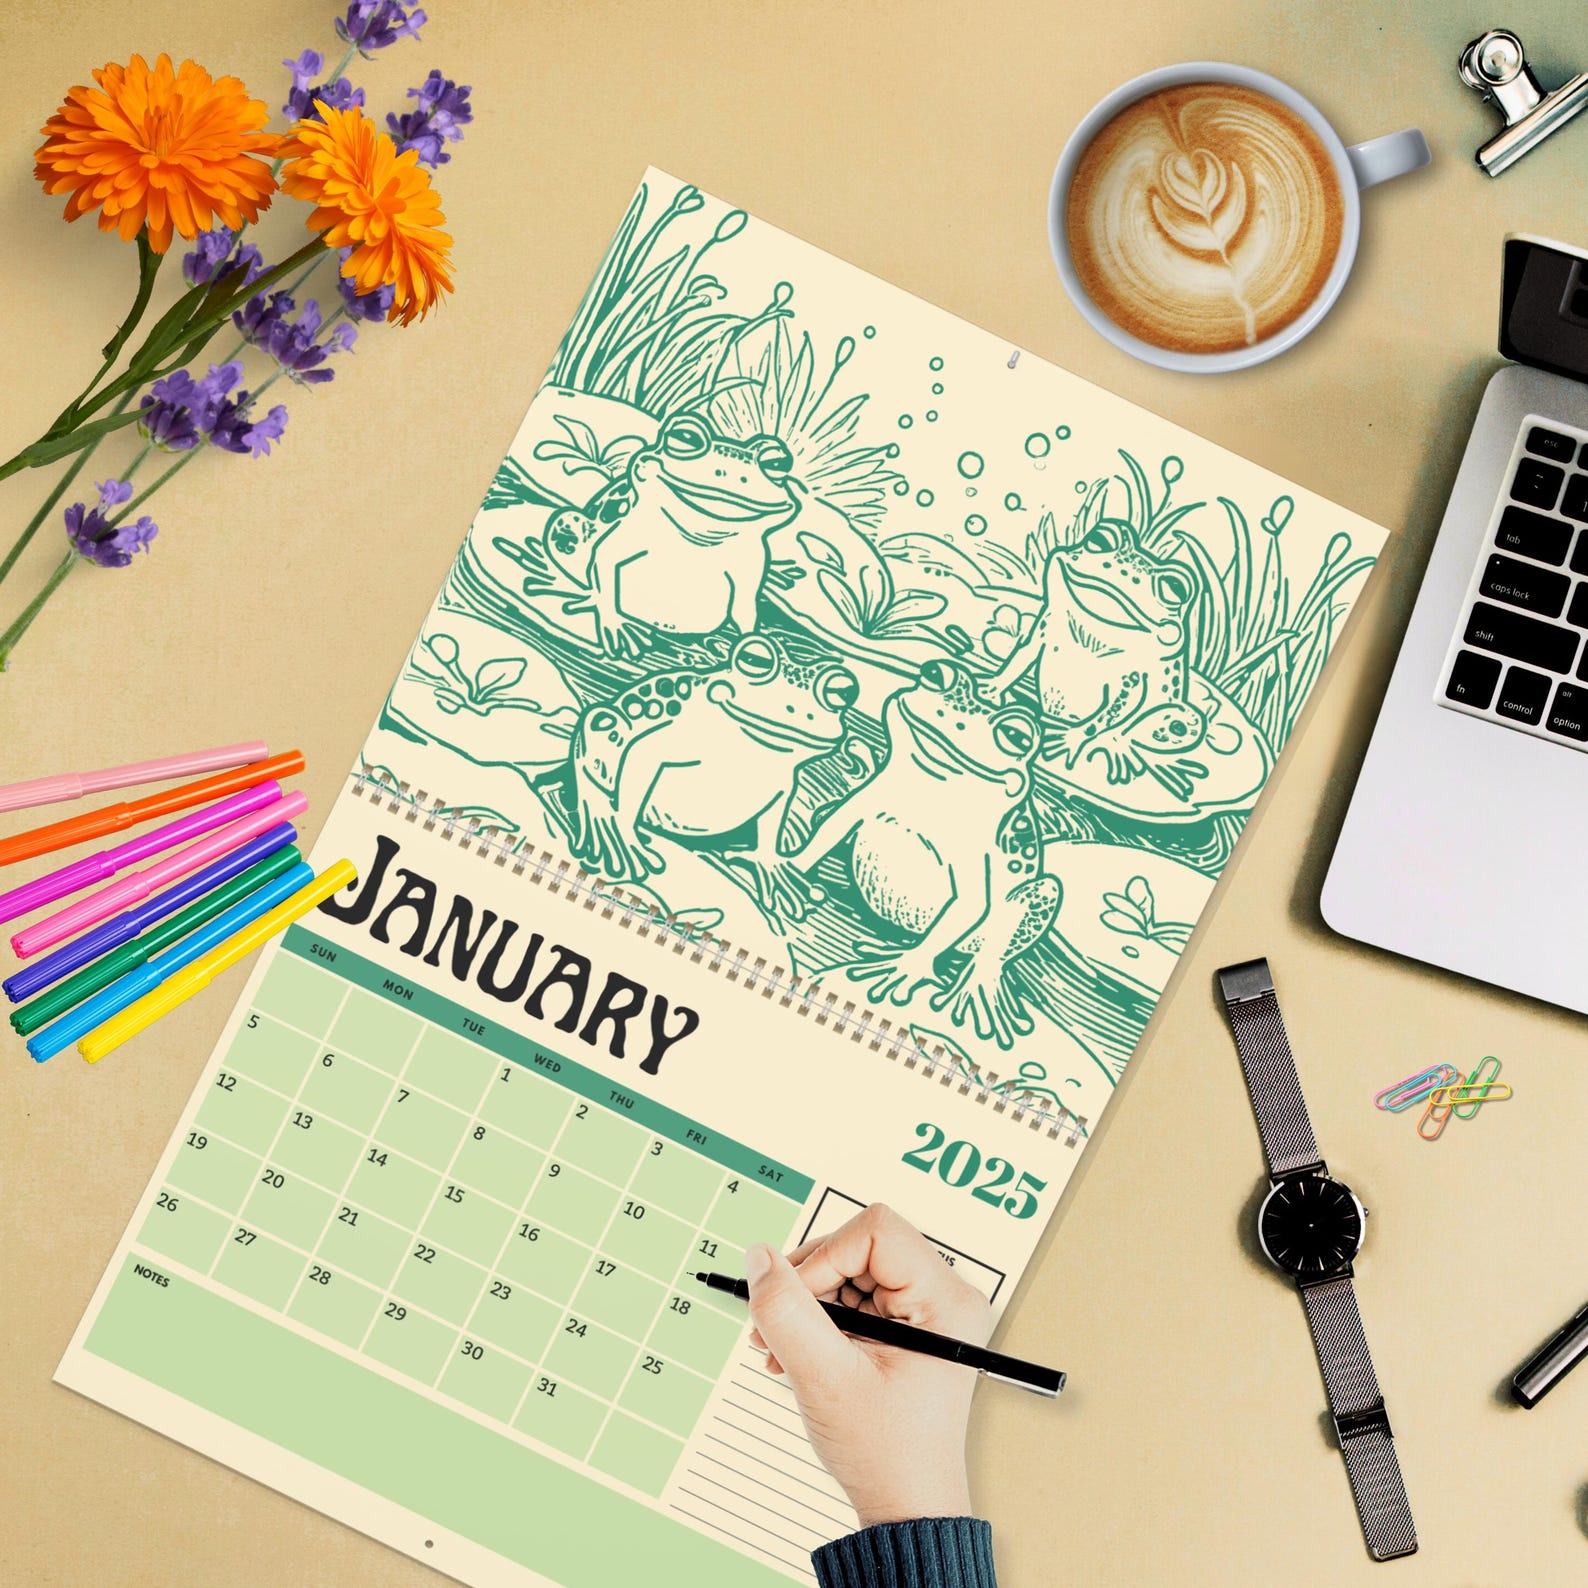 JANUARY
2025
SUN MON TUE WED THU FRI SAT
1 2 3 4
5 6 7 8 9 10 11
12 13 14 15 16 17 18
19 20 21 22 23 24 25
26 27 28 29 30 31
NOTES
esc
tab
caps lock
shift
fn control alt option